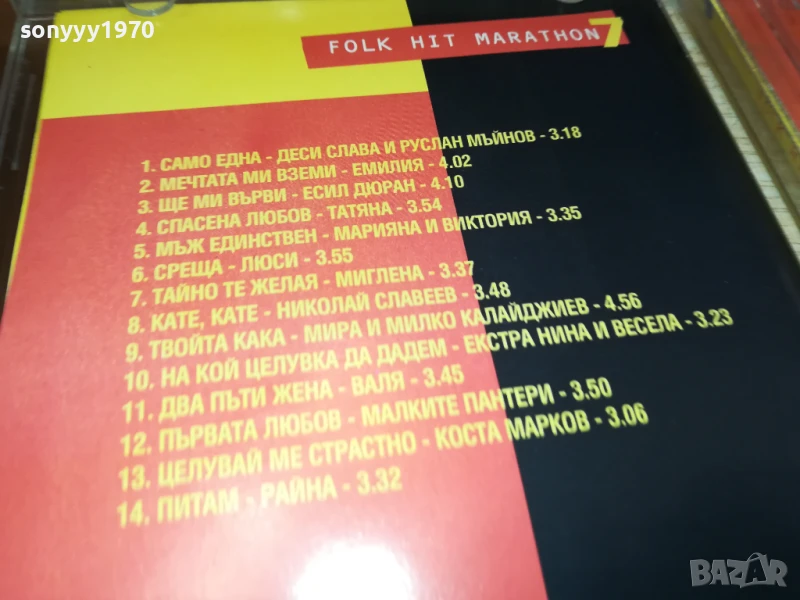 sonyyy1970
FOLK HIT MARATHON 7
1. САМО ЕДНА - ДЕСИ СЛАВА И РУСЛАН МЪЙНОВ - 3.18
2. МЕЧТАТА МИ ВЗЕМИ - ЕМИЛИЯ - 4.02
3. ЩЕ МИ ВЪРВИ - ЕСИЛ ДЮРАН - 4.10
4. СПАСЕНА ЛЮБОВ - ТАТЯНА - 3.54
5. МЪЖ ЕДИНСТВЕН - МАРИЯНА И ВИКТОРИЯ - 3.35
6. СРЕЩА - ЛЮСИ - 3.55
7. ТАЙНО ТЕ ЖЕЛАЯ - МИГЛЕНА - 3.37
8. КАТЕ, КАТЕ - НИКОЛАЙ СЛАВЕЕВ - 3.48
9. ТВОЙТА КАКА - МИРА И МИЛКО КАЛАЙДЖИЕВ - 4.56
10. НА КОЙ ЦЕЛУВКА ДА ДАДЕМ - ЕКСТРА НИНА И ВЕСЕЛА - 3.23
11. ДВА ПЪТИ ЖЕНА - ВАЛЯ - 3.45
12. ПЪРВАТА ЛЮБОВ - МАЛКИТЕ ПАНТЕРИ - 3.50
13. ЦЕЛУВАЙ МЕ СТРАСТНО - КОСТА МАРКОВ - 3.06
14. ПИТАМ - РАЙНА - 3.32
BAZAR